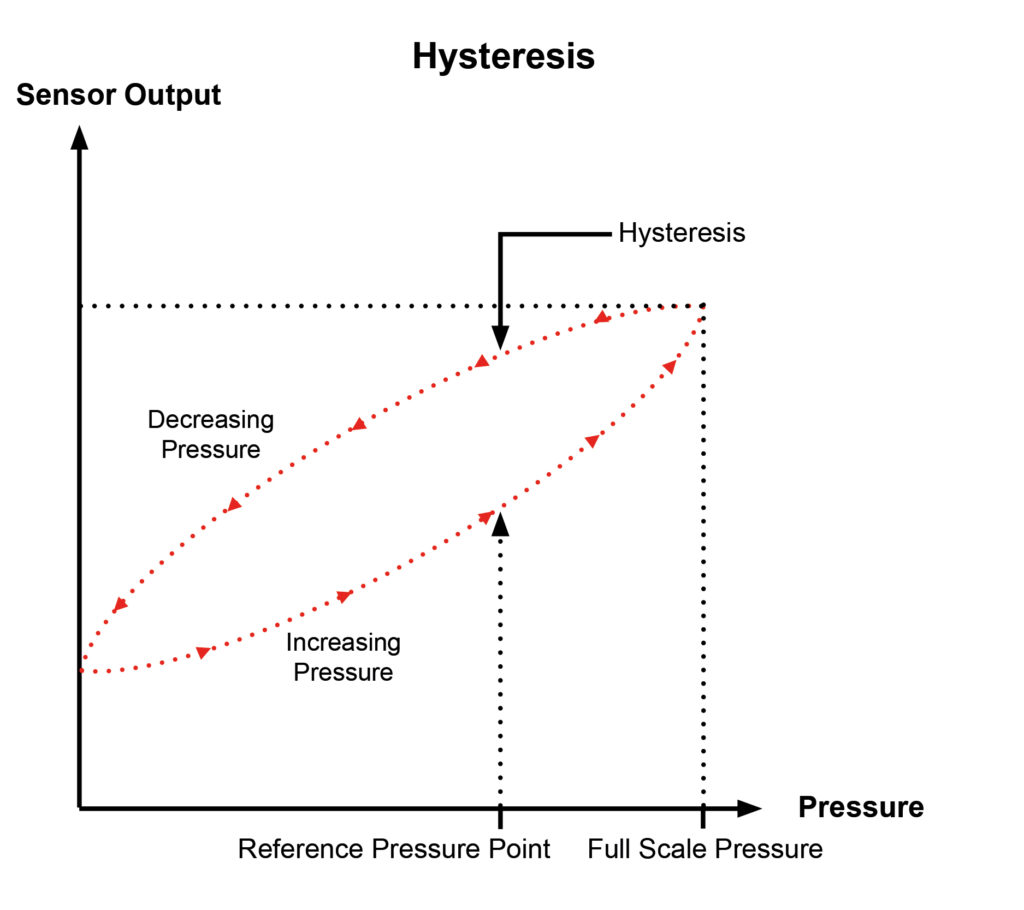 Hysteresis
Sensor Output
Hysteresis
Decreasing
Pressure
Increasing
Pressure
Pressure
Reference Pressure Point
Full Scale Pressure